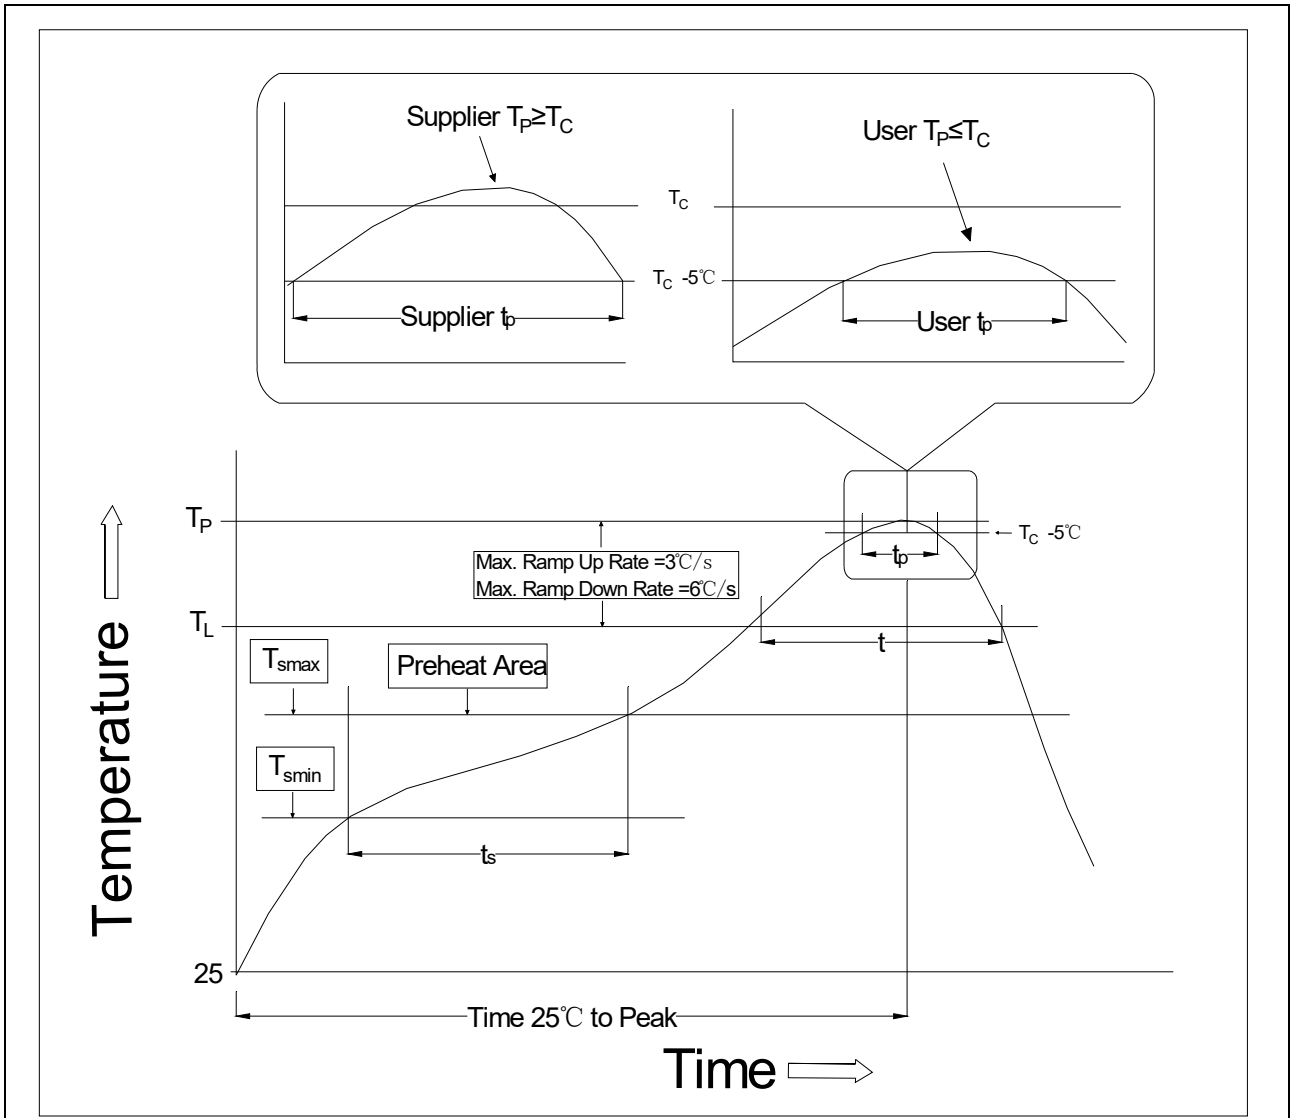 Supplier TP≥TC
User TP≤TC
TC
TC -5℃
Supplier tp
User tp
TP
TC -5℃
tp
Max. Ramp Up Rate =3℃/s
Max. Ramp Down Rate =6℃/s
TL
t
Tsmax
Preheat Area
Tsmin
ts
Temperature
25
Time 25℃ to Peak
Time